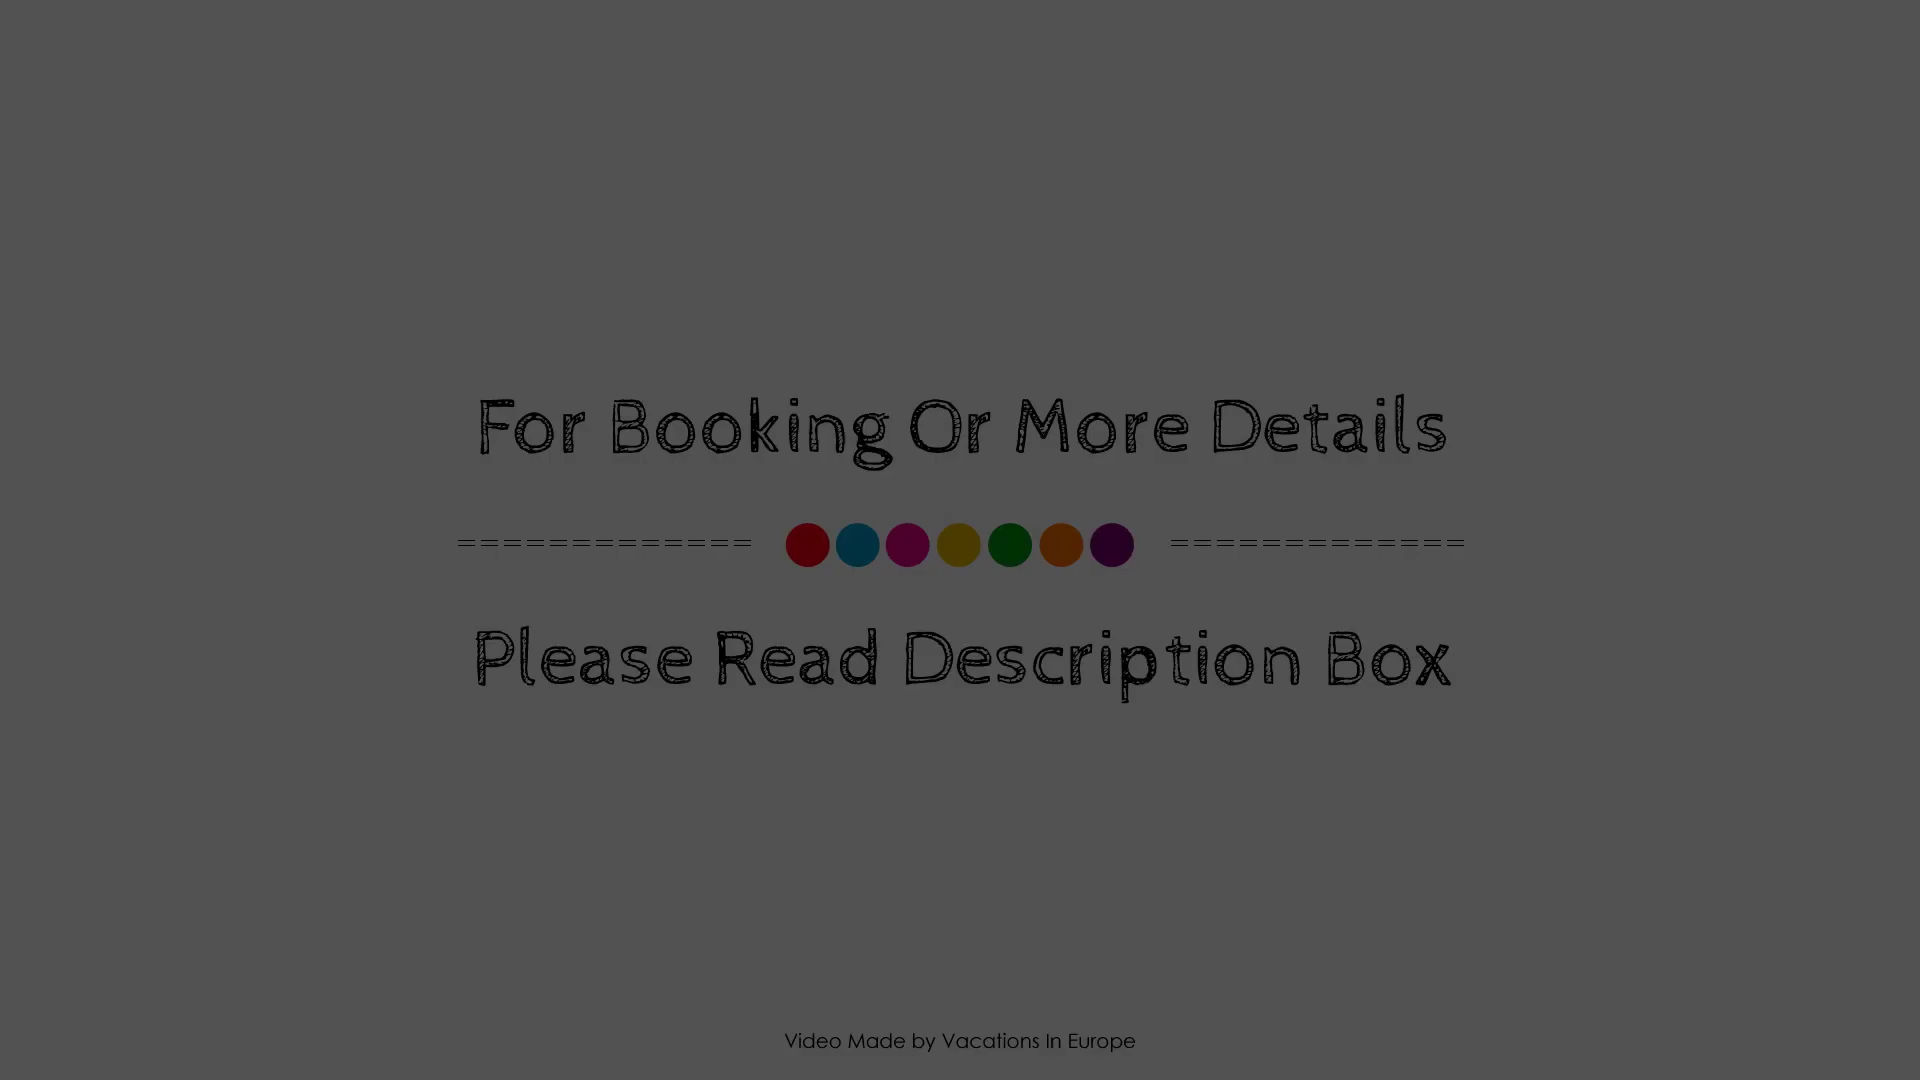 For Booking Or More Details
============= =============
Please Read Description Box
Video Made by Vacations In Europe